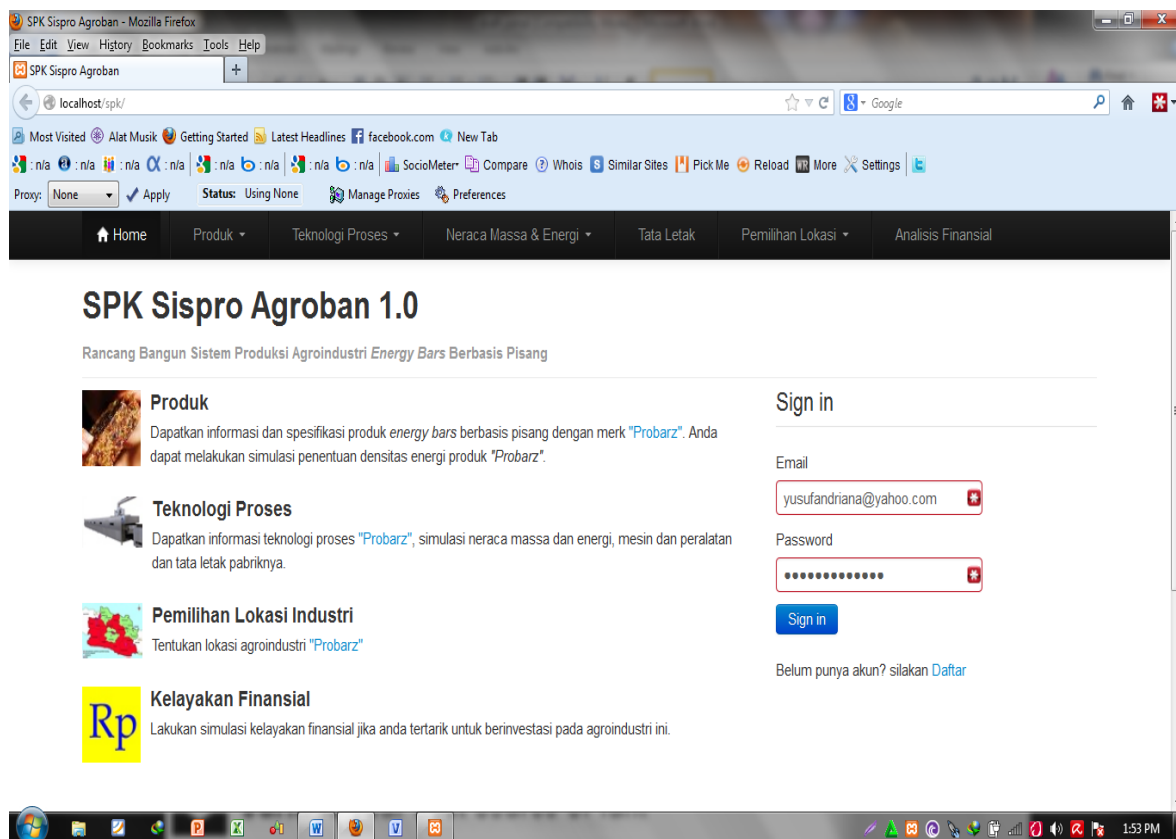 SPK Sispro Agroban - Mozilla Firefox
File Edit View History Bookmarks Tools Help
SPK Sispro Agroban +
localhost/spk/ Google
Most Visited Alat Musik Getting Started Latest Headlines facebook.com New Tab
: n/a : n/a : n/a : n/a : n/a : n/a : n/a : n/a SocioMeter Compare Whois Similar Sites Pick Me Reload More Settings
Proxy: None Apply Status: Using None Manage Proxies Preferences
Home Produk Teknologi Proses Neraca Massa & Energi Tata Letak Pemilihan Lokasi Analisis Finansial
SPK Sispro Agroban 1.0
Rancang Bangun Sistem Produksi Agroindustri Energy Bars Berbasis Pisang
Produk
Dapatkan informasi dan spesifikasi produk energy bars berbasis pisang dengan merk "Probarz". Anda
dapat melakukan simulasi penentuan densitas energi produk "Probarz".
Teknologi Proses
Dapatkan informasi teknologi proses "Probarz", simulasi neraca massa dan energi, mesin dan peralatan
dan tata letak pabriknya.
Pemilihan Lokasi Industri
Tentukan lokasi agroindustri "Probarz"
Rp
Kelayakan Finansial
Lakukan simulasi kelayakan finansial jika anda tertarik untuk berinvestasi pada agroindustri ini.
Sign in
Email
yusufandriana@yahoo.com
Password
•••••••••••••
Sign in
Belum punya akun? silakan Daftar
1:53 PM